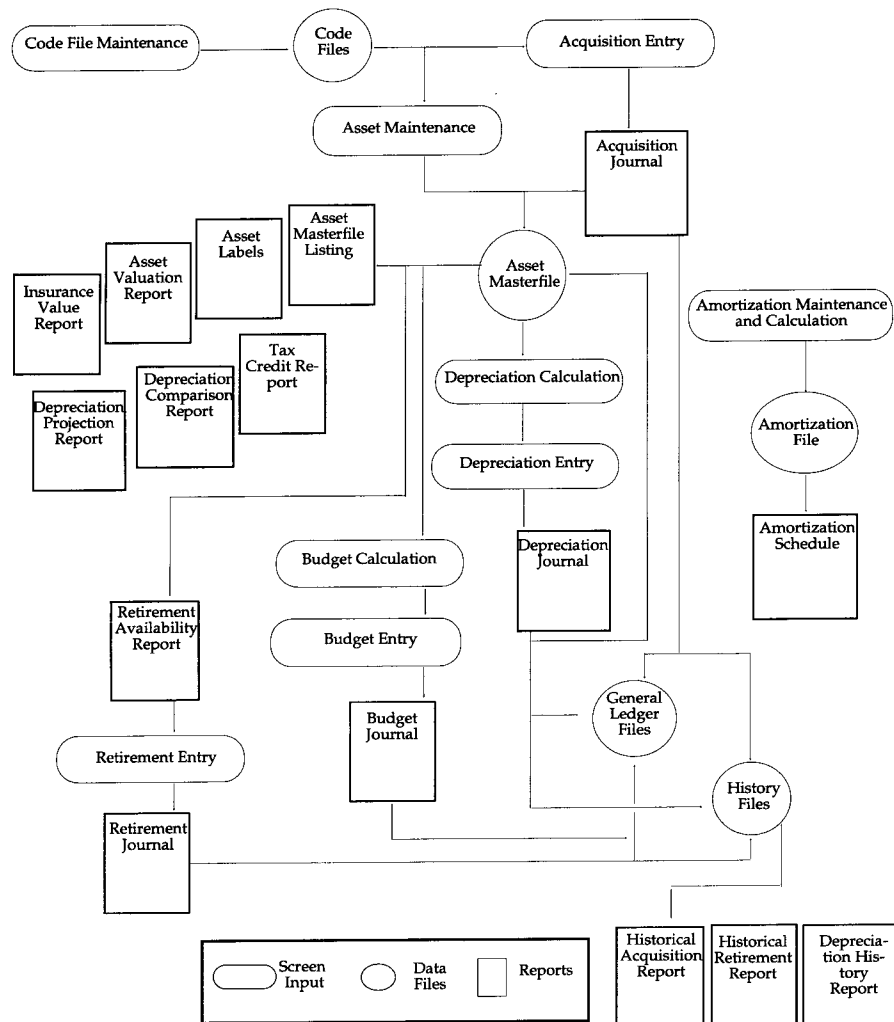 Code File Maintenance
Code
Files
Acquisition Entry
Asset Maintenance
Acquisition
Journal
Asset
Masterfile
Listing
Asset
Labels
Asset
Valuation
Report
Insurance
Value
Report
Asset
Masterfile
Amortization Maintenance
and Calculation
Tax
Credit Re-
port
Depreciation
Comparison
Report
Depreciation
Projection
Report
Depreciation Calculation
Amortization
File
Depreciation Entry
Amortization
Schedule
Depreciation
Journal
Budget Calculation
Retirement
Availability
Report
Budget Entry
General
Ledger
Files
Budget
Journal
Retirement Entry
History
Files
Retirement
Journal
Historical
Acquisition
Report
Historical
Retirement
Report
Deprecia-
tion His-
tory
Report
Screen
Input
Data
Files
Reports